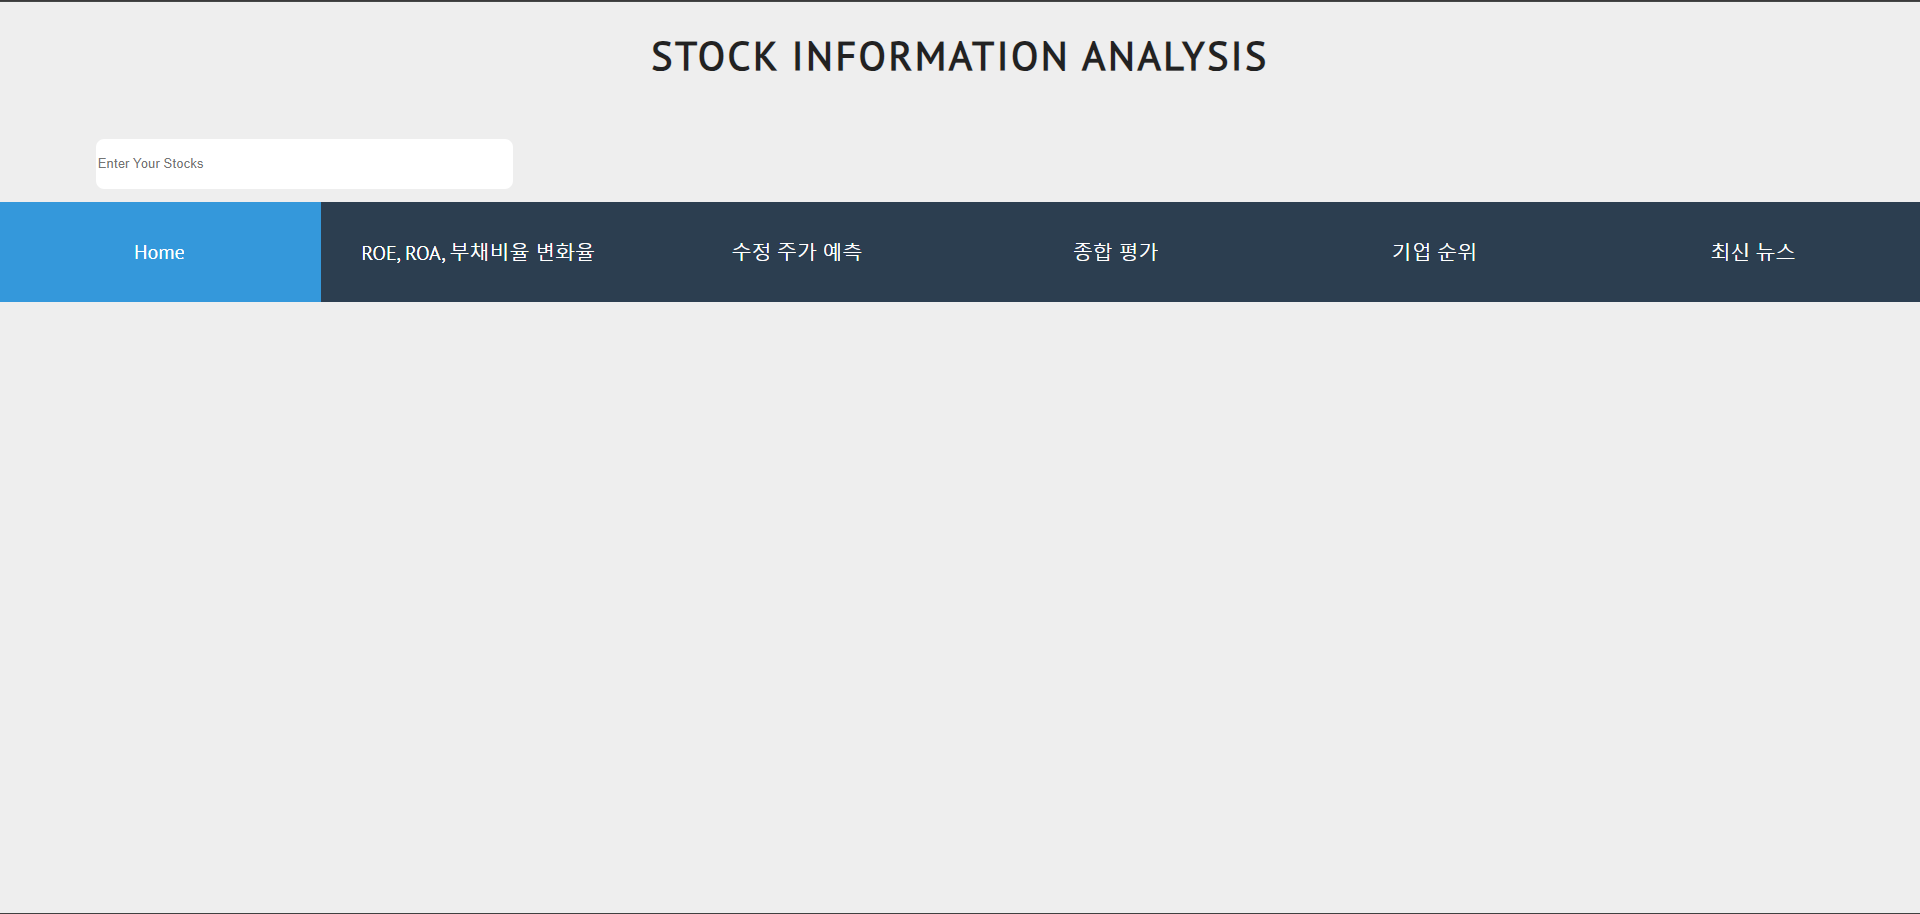 STOCK INFORMATION ANALYSIS
Enter Your Stocks
Home ROE, ROA, 부채비율 변화율 수정 주가 예측 종합 평가 기업 순위 최신 뉴스